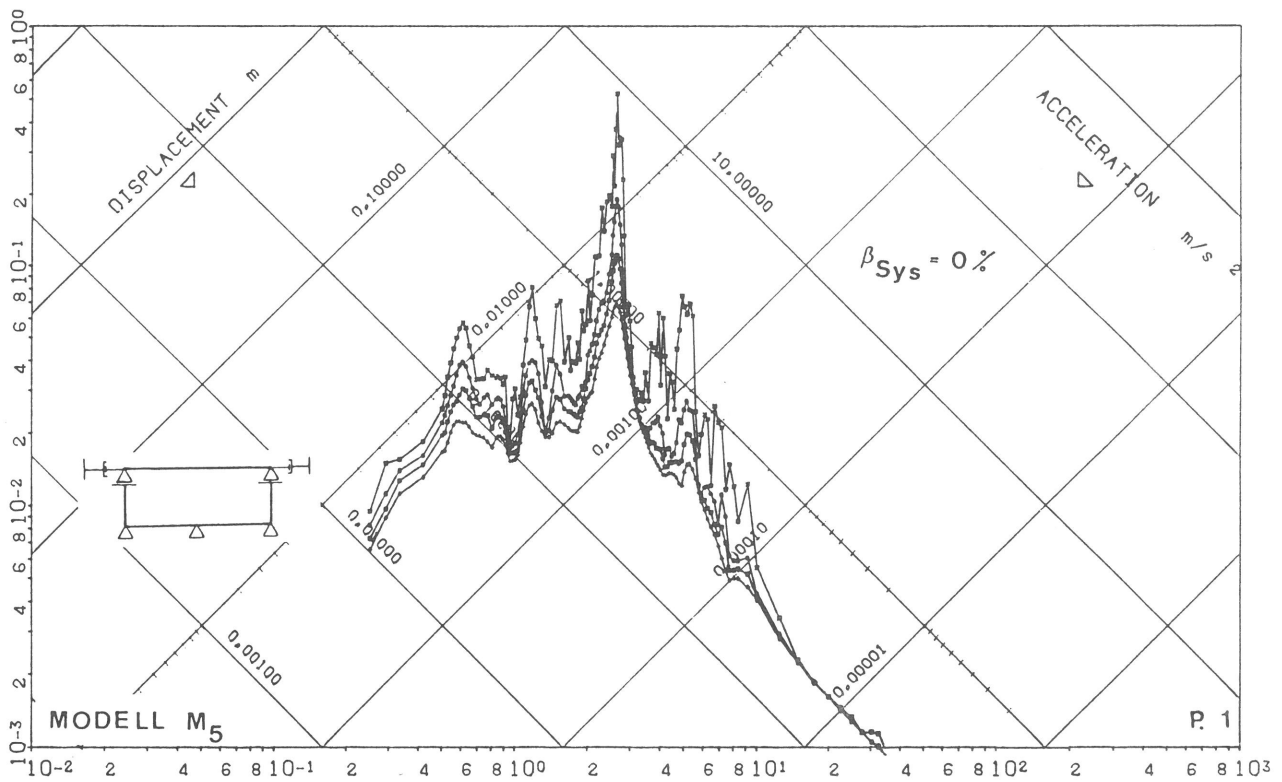 8 10⁰
6
4
2
8 10⁻¹
6
4
2
8 10⁻²
6
4
2
10⁻³
DISPLACEMENT m
ACCELERATION
m/s 2
0,10000
10,00000
0,01000
βSys = 0%
0,00100
0,00010
0,00100
0,00001
MODELL M5
P. 1
10⁻² 2 4 6 8 10⁻¹ 2 4 6 8 10⁰ 2 4 6 8 10¹ 2 4 6 8 10² 2 4 6 8 10³